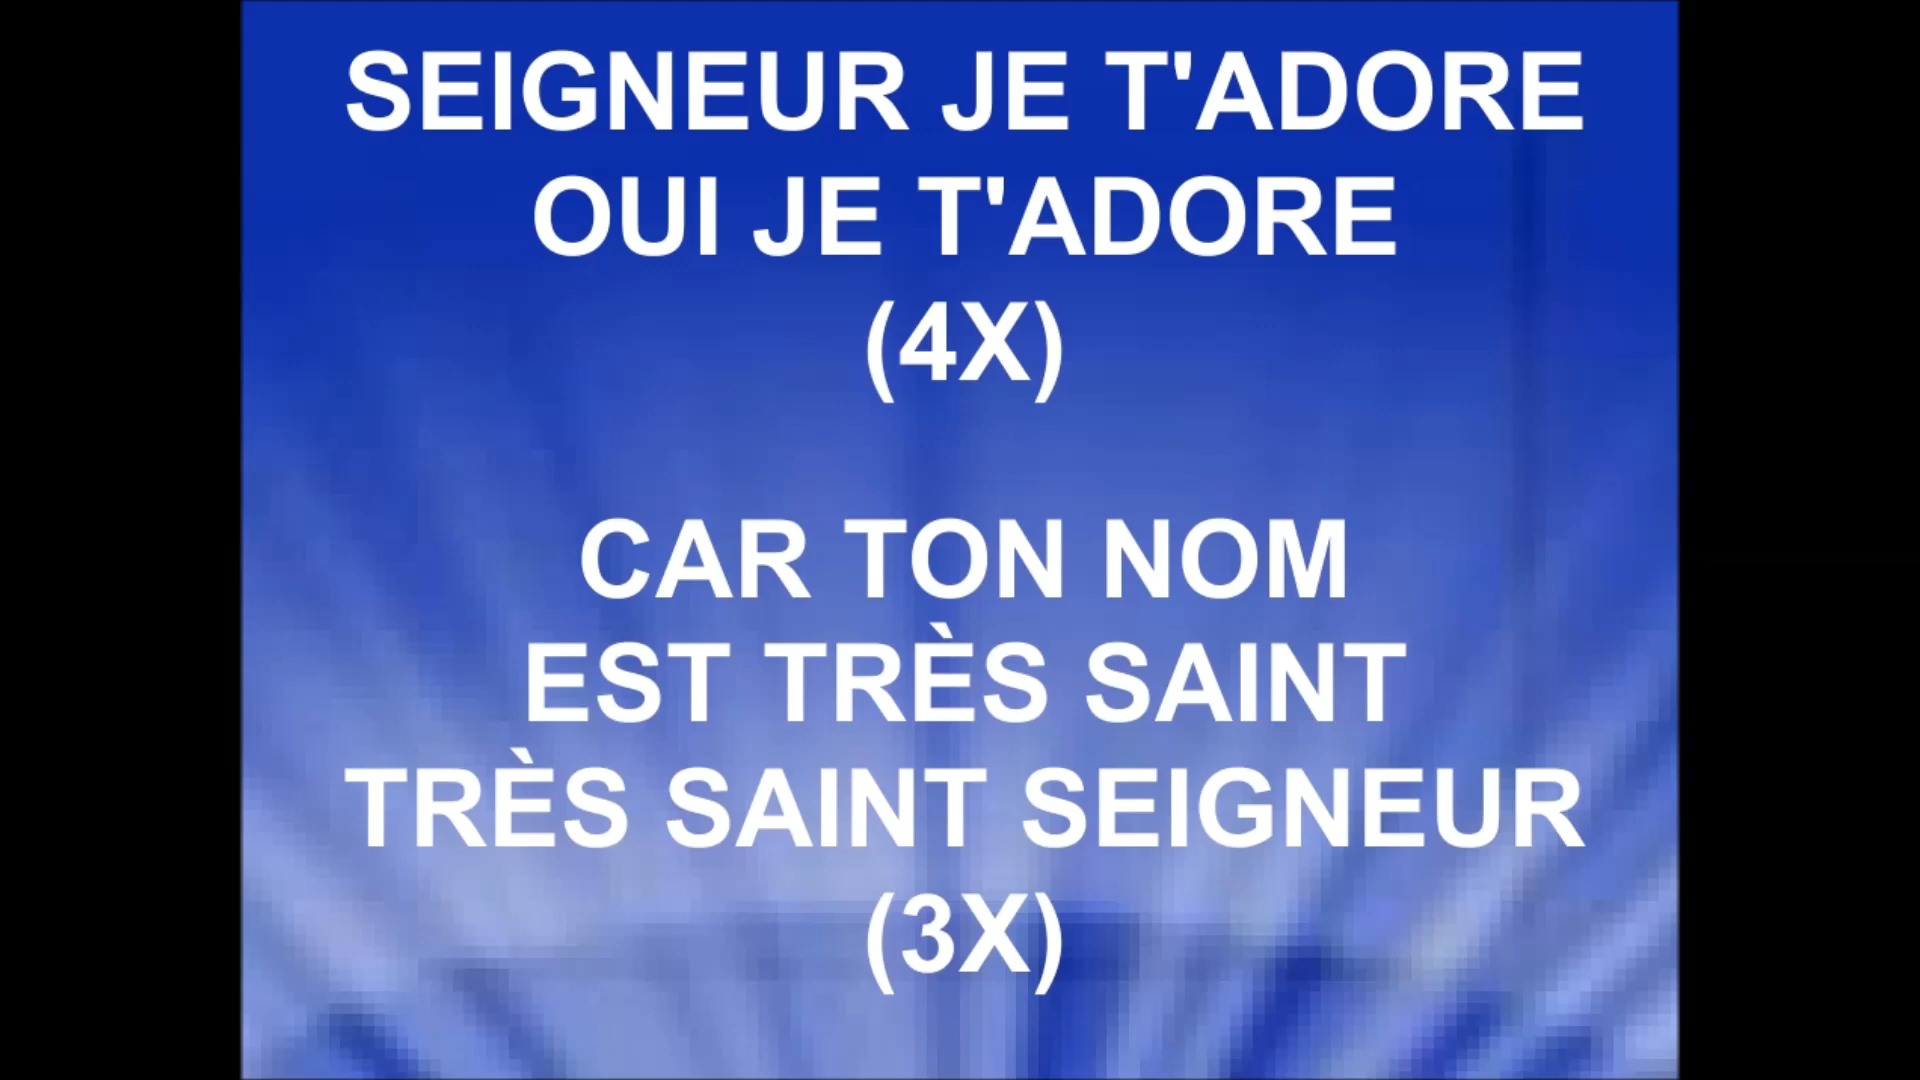 SEIGNEUR JE T'ADORE
OUI JE T'ADORE
(4X)
CAR TON NOM
EST TRÈS SAINT
TRÈS SAINT SEIGNEUR
(3X)